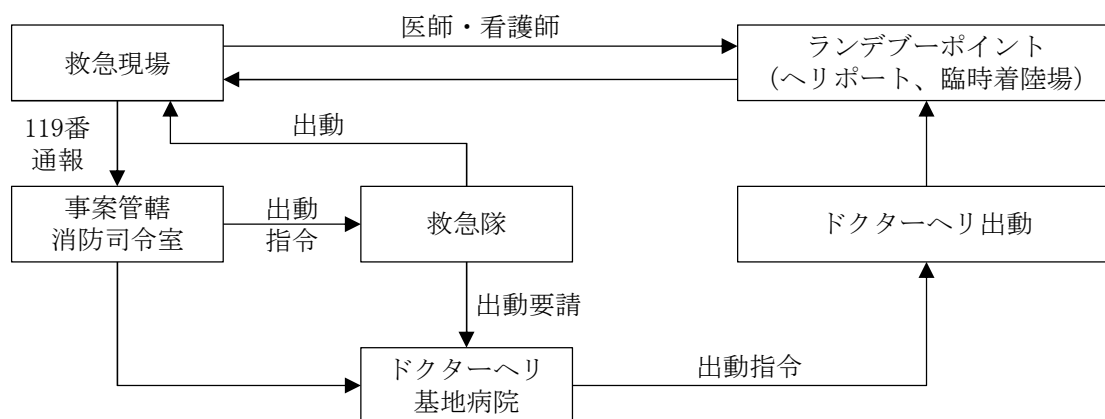 医師・看護師
救急現場
ランデブーポイント
（ヘリポート、臨時着陸場）
119番
通報
出動
事案管轄
消防司令室
出動
指令
救急隊
ドクターヘリ出動
出動要請
ドクターヘリ
基地病院
出動指令